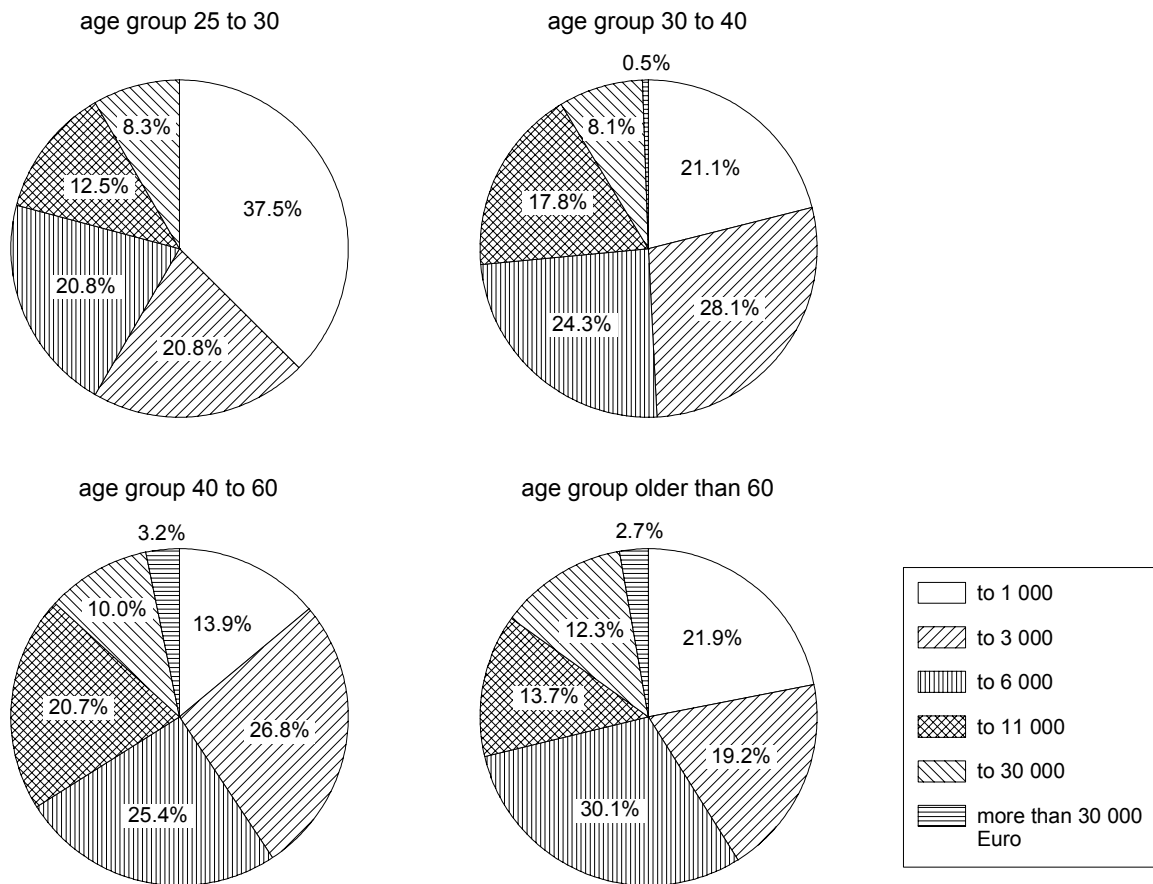 age group 25 to 30
8.3%
12.5%
37.5%
20.8%
20.8%
age group 30 to 40
0.5%
8.1%
21.1%
17.8%
28.1%
24.3%
age group 40 to 60
3.2%
10.0%
13.9%
20.7%
26.8%
25.4%
age group older than 60
2.7%
12.3%
21.9%
13.7%
19.2%
30.1%
to 1 000
to 3 000
to 6 000
to 11 000
to 30 000
more than 30 000
Euro